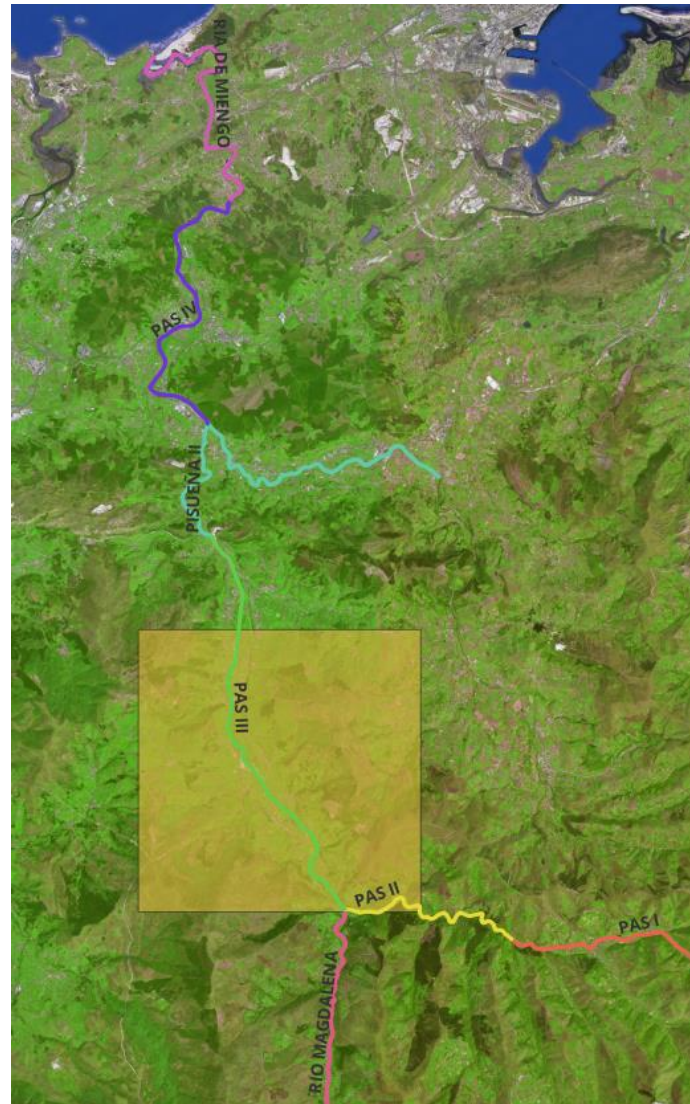 RIA DE MIENGO
PAS IV
PISUEÑA II
PAS III
PAS II
PAS I
RIO MAGDALENA